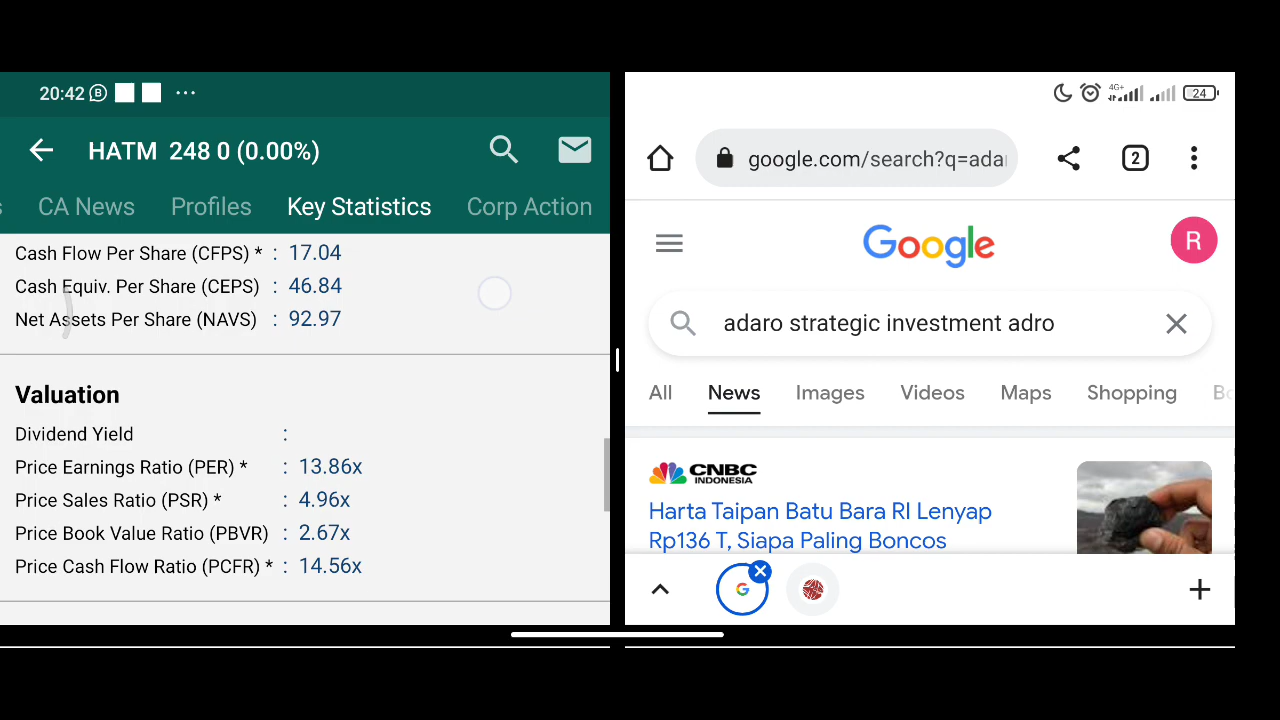 20:42
HATM 248 0 (0.00%)
s CA News Profiles Key Statistics Corp Action
Cash Flow Per Share (CFPS) * : 17.04
Cash Equiv. Per Share (CEPS) : 46.84
Net Assets Per Share (NAVS) : 92.97
Valuation
Dividend Yield :
Price Earnings Ratio (PER) * : 13.86x
Price Sales Ratio (PSR) * : 4.96x
Price Book Value Ratio (PBVR) : 2.67x
Price Cash Flow Ratio (PCFR) * : 14.56x
4G+ 24
google.com/search?q=ada
2
Google
R
adaro strategic investment adro
All News Images Videos Maps Shopping Bo
CNBC
INDONESIA
Harta Taipan Batu Bara RI Lenyap
Rp136 T, Siapa Paling Boncos
G